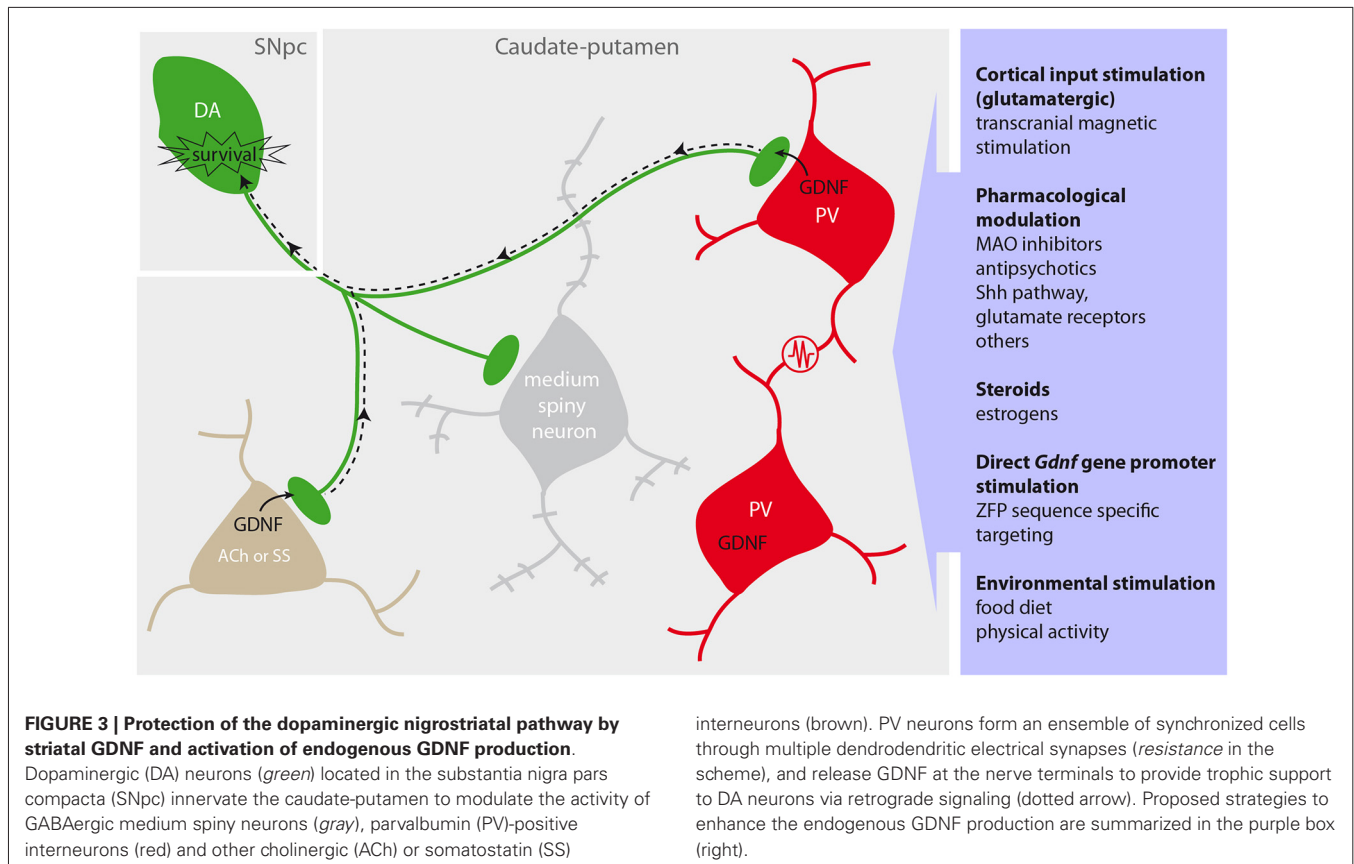 SNpc
Caudate-putamen
DA
survival
GDNF
PV
medium
spiny
neuron
GDNF
ACh or SS
PV
GDNF
Cortical input stimulation
(glutamatergic)
transcranial magnetic
stimulation
Pharmacological
modulation
MAO inhibitors
antipsychotics
Shh pathway,
glutamate receptors
others
Steroids
estrogens
Direct Gdnf gene promoter
stimulation
ZFP sequence specific
targeting
Environmental stimulation
food diet
physical activity
FIGURE 3 | Protection of the dopaminergic nigrostriatal pathway by
striatal GDNF and activation of endogenous GDNF production.
Dopaminergic (DA) neurons (green) located in the substantia nigra pars
compacta (SNpc) innervate the caudate-putamen to modulate the activity of
GABAergic medium spiny neurons (gray), parvalbumin (PV)-positive
interneurons (red) and other cholinergic (ACh) or somatostatin (SS)
interneurons (brown). PV neurons form an ensemble of synchronized cells
through multiple dendrodendritic electrical synapses (resistance in the
scheme), and release GDNF at the nerve terminals to provide trophic support
to DA neurons via retrograde signaling (dotted arrow). Proposed strategies to
enhance the endogenous GDNF production are summarized in the purple box
(right).